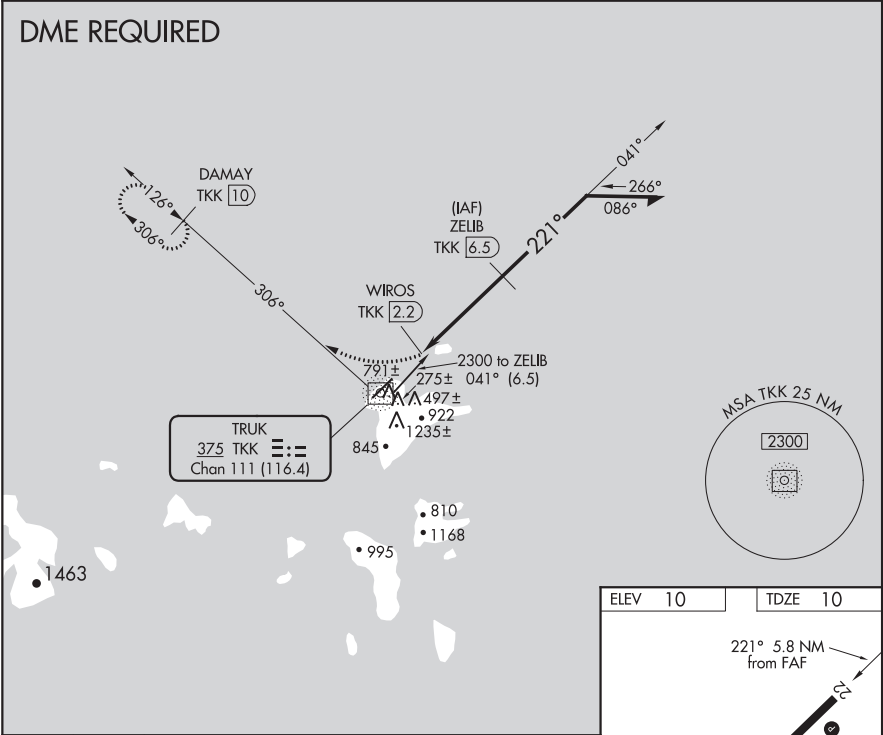 DME REQUIRED
DAMAY
TKK 10
126°
306°
306°
041°
266°
086°
(IAF)
ZELIB
TKK 6.5
221°
WIROS
TKK 2.2
2300 to ZELIB
041° (6.5)
791±
275±
497±
922
1235±
845
TRUK
375 TKK
Chan 111 (116.4)
MSA TKK 25 NM
2300
810
1168
995
1463
ELEV 10
TDZE 10
221° 5.8 NM
from FAF
22
P